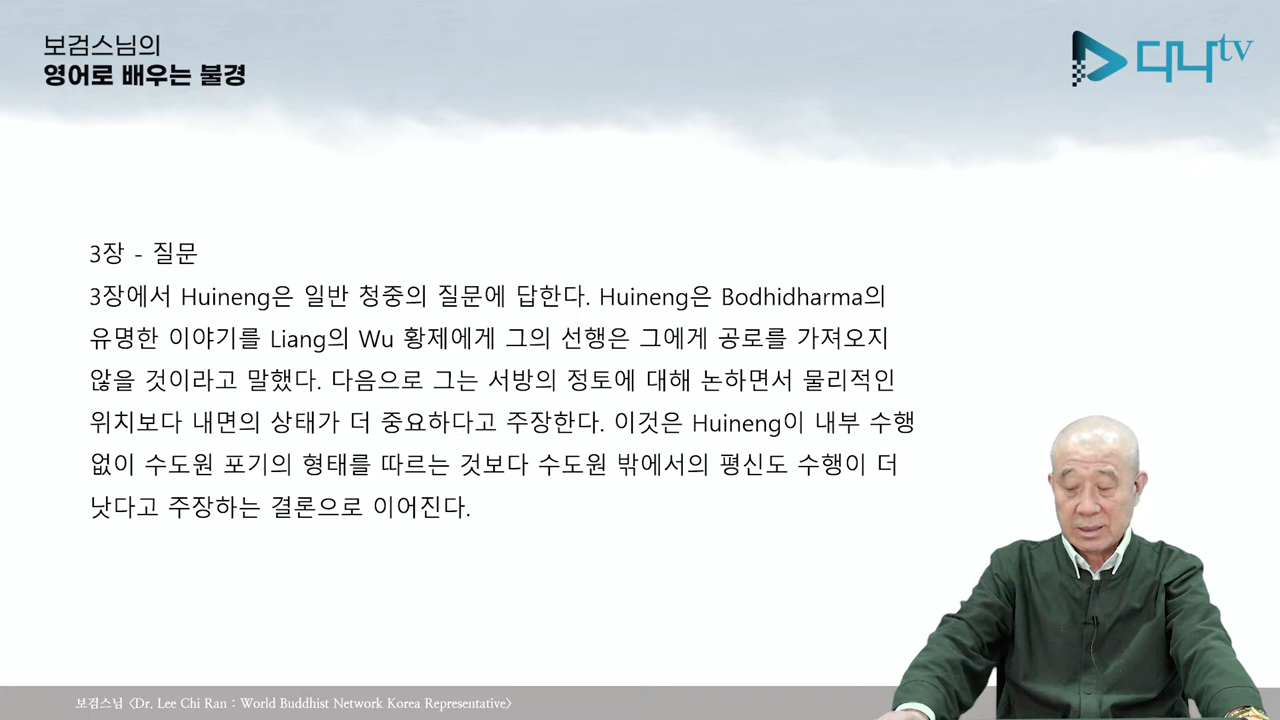 보검스님의
영어로 배우는 불경
디나tv
3장 - 질문
3장에서 Huineng은 일반 청중의 질문에 답한다. Huineng은 Bodhidharma의
유명한 이야기를 Liang의 Wu 황제에게 그의 선행은 그에게 공로를 가져오지
않을 것이라고 말했다. 다음으로 그는 서방의 정토에 대해 논하면서 물리적인
위치보다 내면의 상태가 더 중요하다고 주장한다. 이것은 Huineng이 내부 수행
없이 수도원 포기의 형태를 따르는 것보다 수도원 밖에서의 평신도 수행이 더
낫다고 주장하는 결론으로 이어진다.
보검스님 <Dr. Lee Chi Ran : World Buddhist Network Korea Representative>